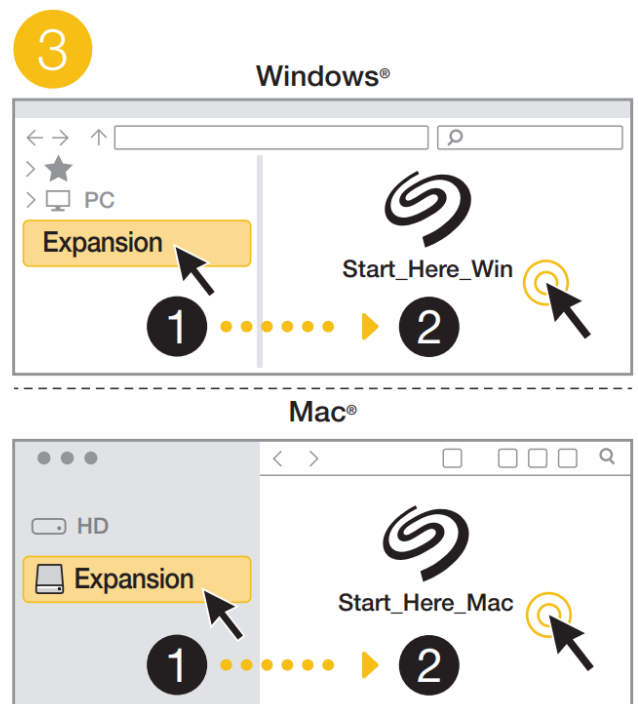 3
Windows®
PC
Expansion
Start_Here_Win
1 2
Mac®
HD
Expansion
Start_Here_Mac
1 2